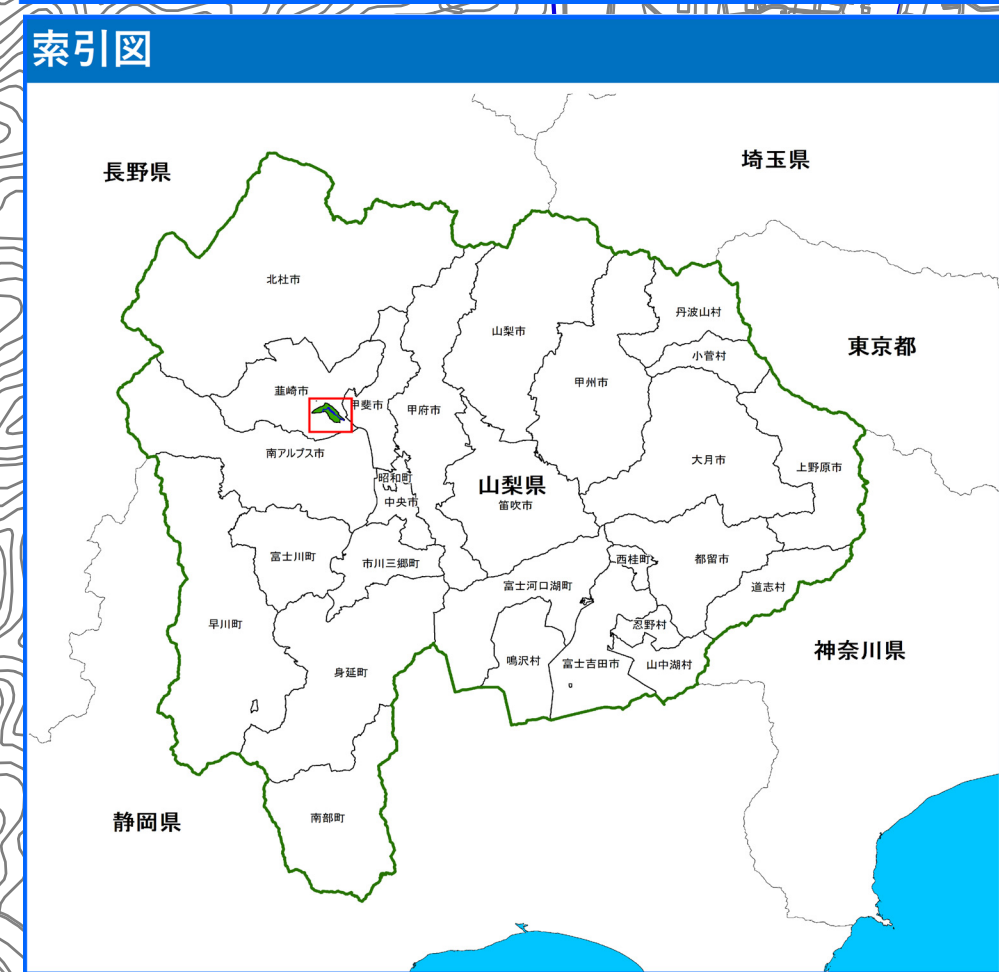 索引図
長野県
埼玉県
北杜市
丹波山村
山梨市
東京都
小菅村
甲州市
韮崎市
甲斐市
甲府市
南アルプス市
大月市
上野原市
昭和町
山梨県
中央市
笛吹市
富士川町
市川三郷町
西桂町
都留市
富士河口湖町
道志村
早川町
忍野村
神奈川県
鳴沢村
富士吉田市
山中湖村
身延町
南部町
静岡県